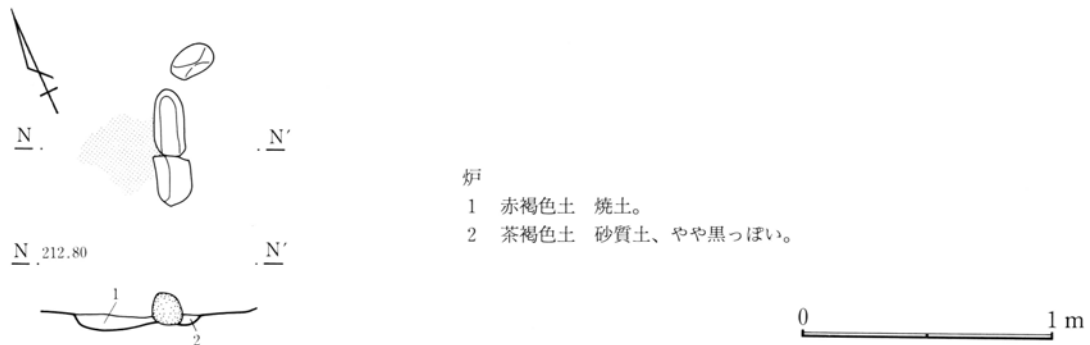 N . . N′
N .212.80 . N′
1
2
炉
1 赤褐色土 焼土。
2 茶褐色土 砂質土、やや黒っぽい。
0 1 m